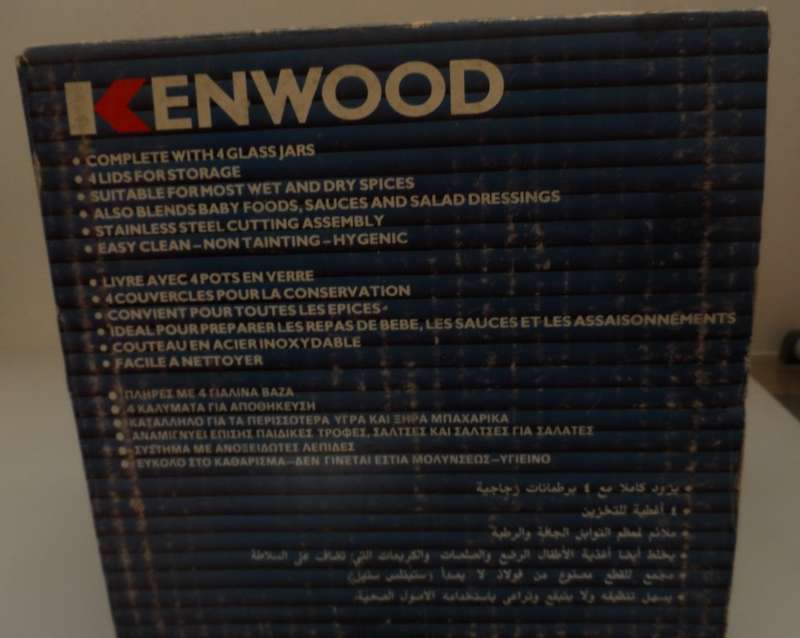 KENWOOD
• COMPLETE WITH 4 GLASS JARS
• 4 LIDS FOR STORAGE
• SUITABLE FOR MOST WET AND DRY SPICES
• ALSO BLENDS BABY FOODS, SAUCES AND SALAD DRESSINGS
• STAINLESS STEEL CUTTING ASSEMBLY
• EASY CLEAN – NON TAINTING – HYGENIC
• LIVRE AVEC 4 POTS EN VERRE
• 4 COUVERCLES POUR LA CONSERVATION
• CONVIENT POUR TOUTES LES EPICES
• IDEAL POUR PREPARER LES REPAS DE BEBE, LES SAUCES ET LES ASSAISONNEMENTS
• COUTEAU EN ACIER INOXYDABLE
• FACILE A NETTOYER
• ΠΛΗΡΕΣ ΜΕ 4 ΓΙΑΛΙΝΑ ΒΑΖΑ
• 4 ΚΑΛΥΜΑΤΑ ΓΙΑ ΑΠΟΘΗΚΕΥΣΗ
• ΚΑΤΑΛΛΗΛΟ ΓΙΑ ΤΑ ΠΕΡΙΣΣΟΤΕΡΑ ΥΓΡΑ ΚΑΙ ΞΗΡΑ ΜΠΑΧΑΡΙΚΑ
• ΑΝΑΜΙΓΝΥΕΙ ΕΠΙΣΗΣ ΠΑΙΔΙΚΕΣ ΤΡΟΦΕΣ, ΣΑΛΤΣΕΣ ΚΑΙ ΣΑΛΤΣΕΣ ΓΙΑ ΣΑΛΑΤΕΣ
• ΣΥΣΤΗΜΑ ΜΕ ΑΝΟΞΕΙΔΩΤΕΣ ΛΕΠΙΔΕΣ
• ΕΥΚΟΛΟ ΣΤΟ ΚΑΘΑΡΙΣΜΑ – ΔΕΝ ΓΙΝΕΤΑΙ ΕΣΤΙΑ ΜΟΛΥΝΣΕΩΣ – ΥΓΙΕΙΝΟ
• يزود كاملا مع ٤ برطمانات زجاجية
• ٤ أغطية للتخزين
• ملائم لمعظم التوابل الجافة والرطبة
• يخلط أيضا أغذية الأطفال الرضع والصلصات والكريمات التي تضاف على السلاطة
• مجمع للقطع مصنوع من فولاذ لا يصدأ (ستينلس ستيل)
• يسهل تنظيفه ولا باستخدامه الأصول الصحية